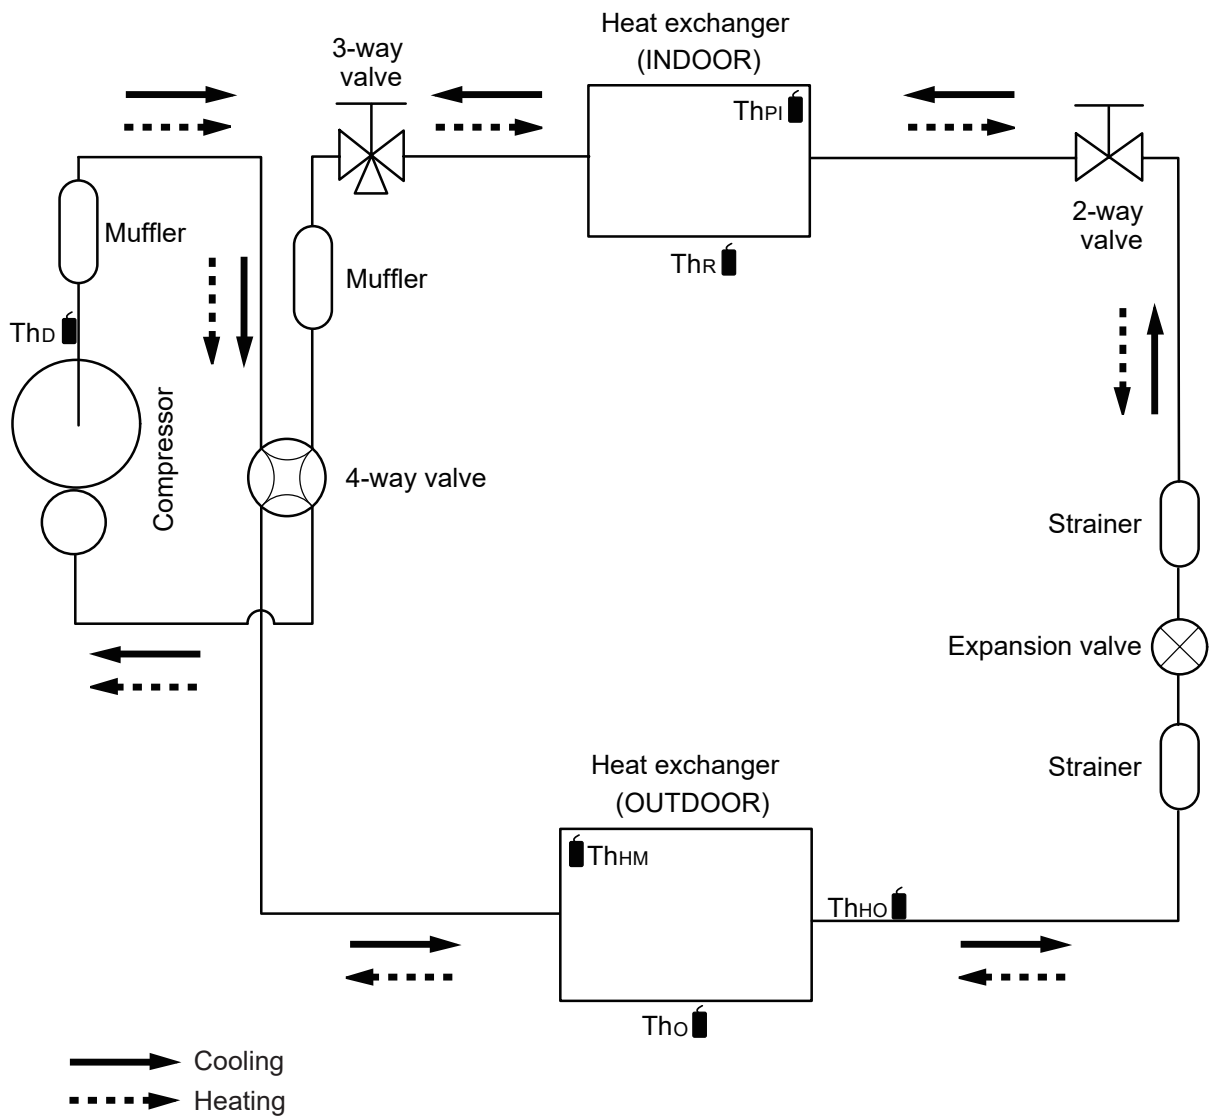 Heat exchanger
(INDOOR)
3-way
valve
ThPI
2-way
valve
Muffler
ThR
Muffler
ThD
Compressor
4-way valve
Strainer
Expansion valve
Strainer
Heat exchanger
(OUTDOOR)
ThHM
ThHO
ThO
Cooling
Heating